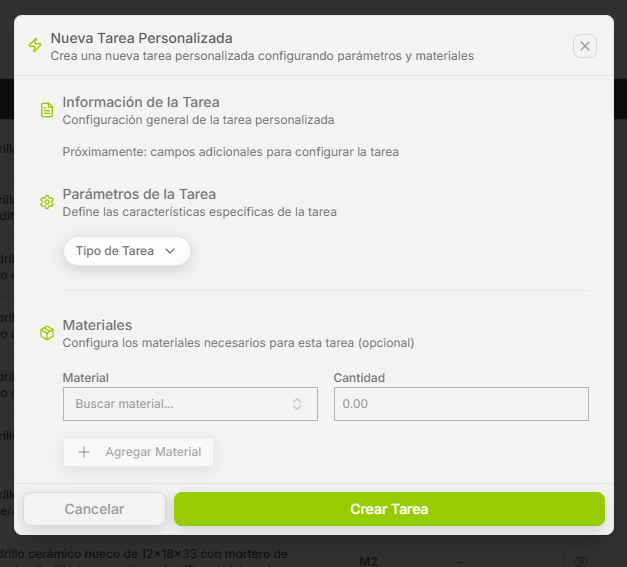 Nueva Tarea Personalizada
Crea una nueva tarea personalizada configurando parámetros y materiales
Información de la Tarea
Configuración general de la tarea personalizada
Próximamente: campos adicionales para configurar la tarea
Parámetros de la Tarea
Define las características específicas de la tarea
Tipo de Tarea
Materiales
Configura los materiales necesarios para esta tarea (opcional)
Material
Cantidad
Buscar material...
0.00
Agregar Material
Cancelar
Crear Tarea
drillo cerámico hueco de 12x18x33 con mortero de
M2
–